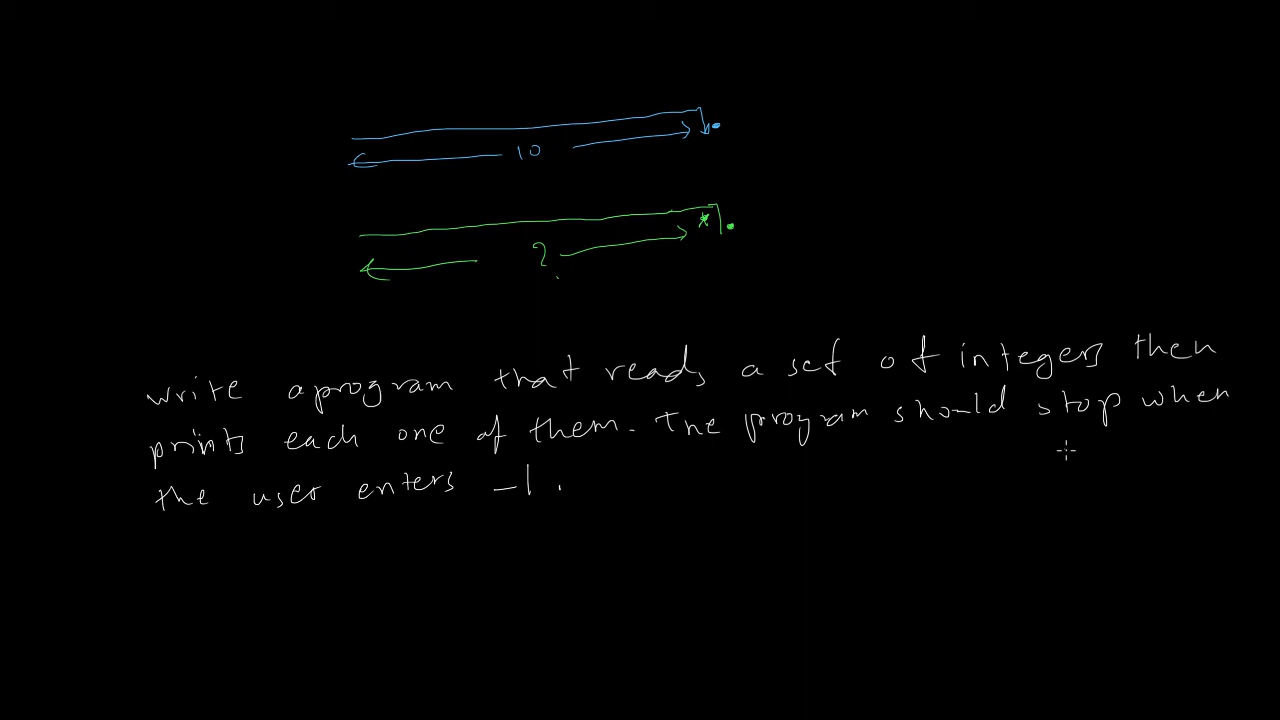 10
?
write a program that reads a set of integers then
prints each one of them. The program should stop when
the user enters -1.